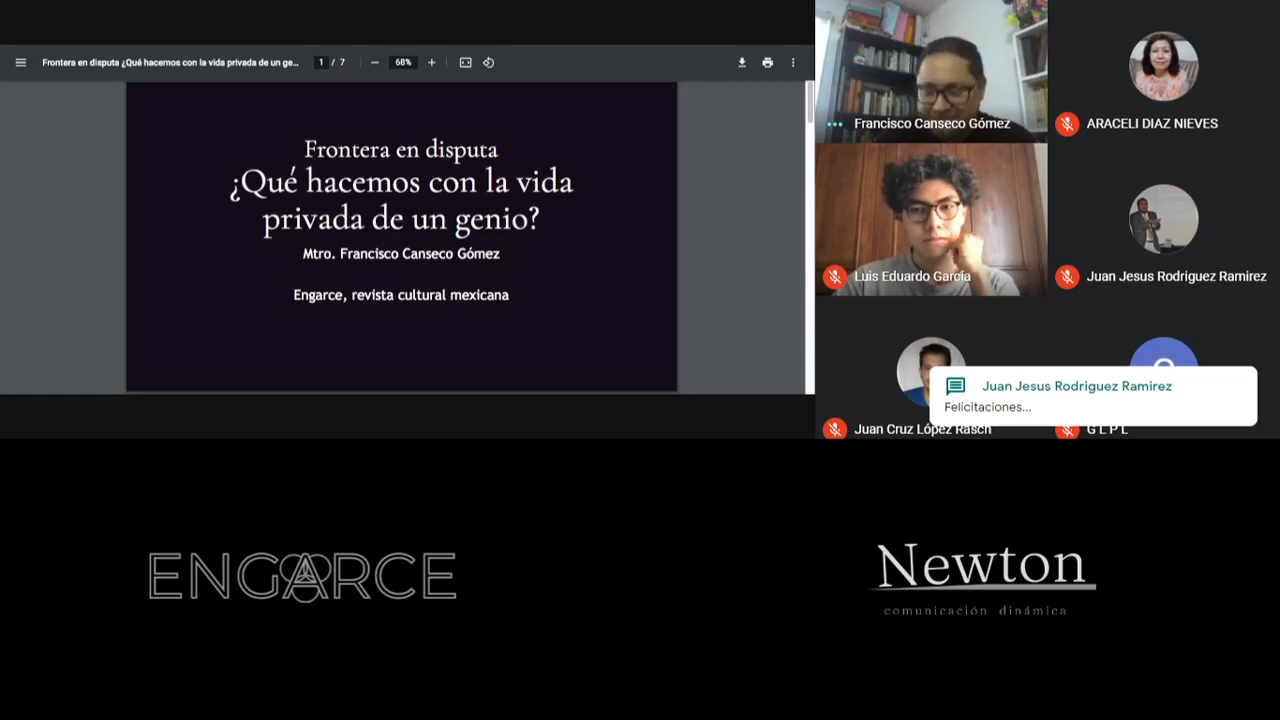 Frontera en disputa ¿Qué hacemos con la vida privada de un ge...
1 / 7
68%
Frontera en disputa
¿Qué hacemos con la vida
privada de un genio?
Mtro. Francisco Canseco Gómez
Engarce, revista cultural mexicana
Francisco Canseco Gómez
ARACELI DIAZ NIEVES
Luis Eduardo García
Juan Jesus Rodriguez Ramirez
Juan Jesus Rodriguez Ramirez
Felicitaciones...
Juan Cruz López Rasch
G L P L
ENGARCE
Newton
comunicación dinámica